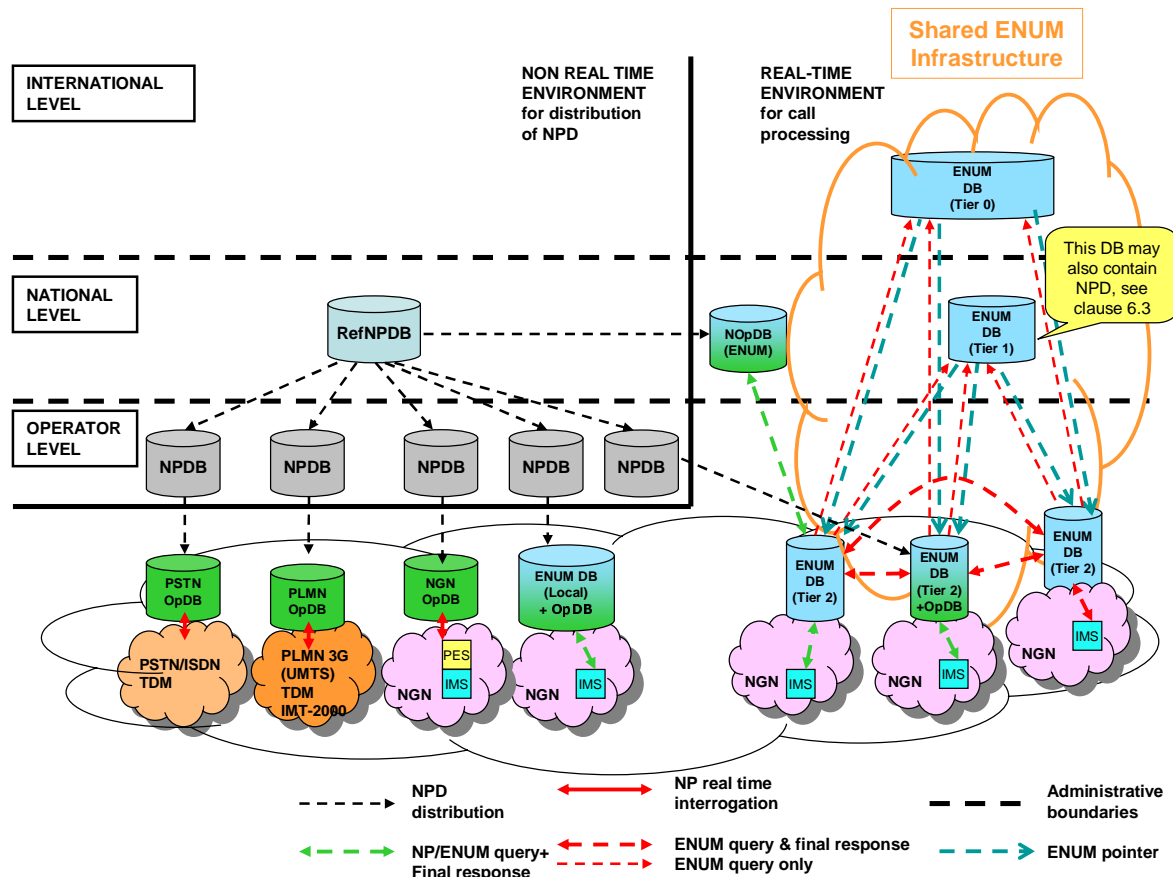 Shared ENUM
Infrastructure
INTERNATIONAL
LEVEL
NON REAL TIME
ENVIRONMENT
for distribution
of NPD
REAL-TIME
ENVIRONMENT
for call
processing
ENUM
DB
(Tier 0)
This DB may
also contain
NPD, see
clause 6.3
NATIONAL
LEVEL
RefNPDB
NOpDB
(ENUM)
ENUM
DB
(Tier 1)
OPERATOR
LEVEL
NPDB
NPDB
NPDB
NPDB
NPDB
PSTN
OpDB
PLMN
OpDB
NGN
OpDB
ENUM DB
(Local)
+ OpDB
ENUM
DB
(Tier 2)
ENUM
DB
(Tier 2)
+OpDB
ENUM
DB
(Tier 2)
PSTN/ISDN
TDM
PLMN 3G
(UMTS)
TDM
IMT-2000
PES
IMS
NGN
IMS
NGN
IMS
NGN
IMS
NGN
IMS
NGN
NPD
distribution
NP real time
interrogation
Administrative
boundaries
NP/ENUM query+
Final response
ENUM query & final response
ENUM query only
ENUM pointer